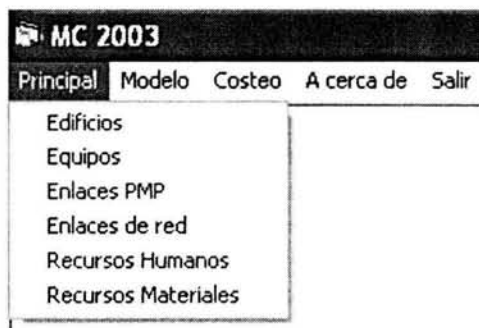 MC 2003
Principal Modelo Costeo A cerca de Salir
Edificios
Equipos
Enlaces PMP
Enlaces de red
Recursos Humanos
Recursos Materiales